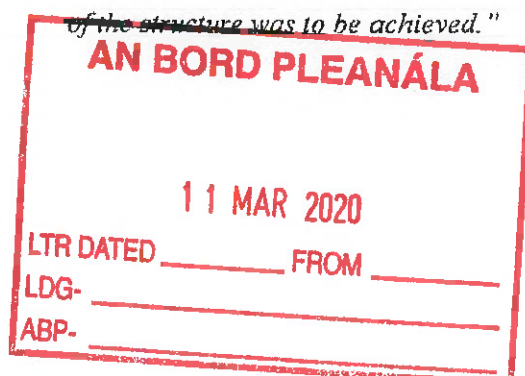 of the structure was to be achieved."
AN BORD PLEANÁLA
11 MAR 2020
LTR DATED FROM
LDG-
ABP-